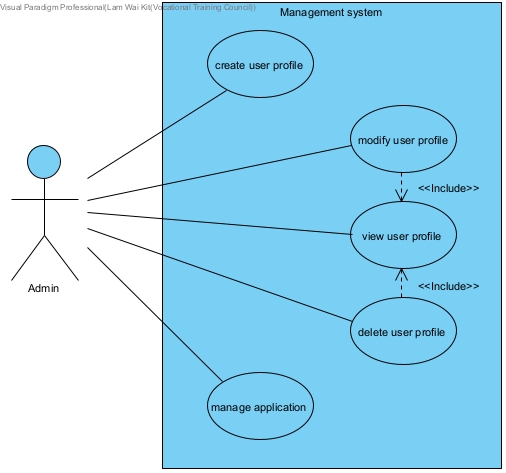 Visual Paradigm Professional(Lam Wai Kit(Vocational Training Council))
Management system
create user profile
modify user profile
<<Include>>
view user profile
<<Include>>
Admin
delete user profile
manage application